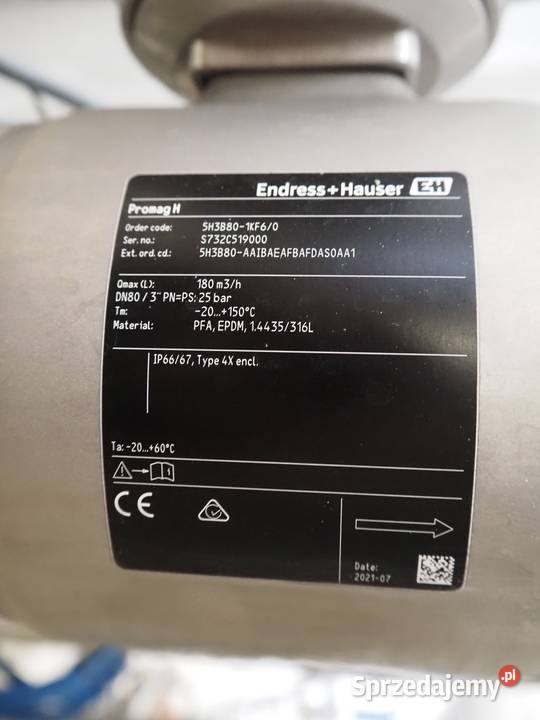 Endress+Hauser EH
Promag H
Order code: 5H3B80-1KF6/0
Ser. no.: S732C519000
Ext. ord. cd.: 5H3B80-AAIBAEAFBAFDAS0AA1
Qmax (L): 180 m3/h
DN80 / 3" PN=PS: 25 bar
Tm: -20...+150°C
Material: PFA, EPDM, 1.4435/316L
IP66/67, Type 4X encl.
Ta: -20...+60°C
CE
Date:
2021-07
Sprzedajemy.pl